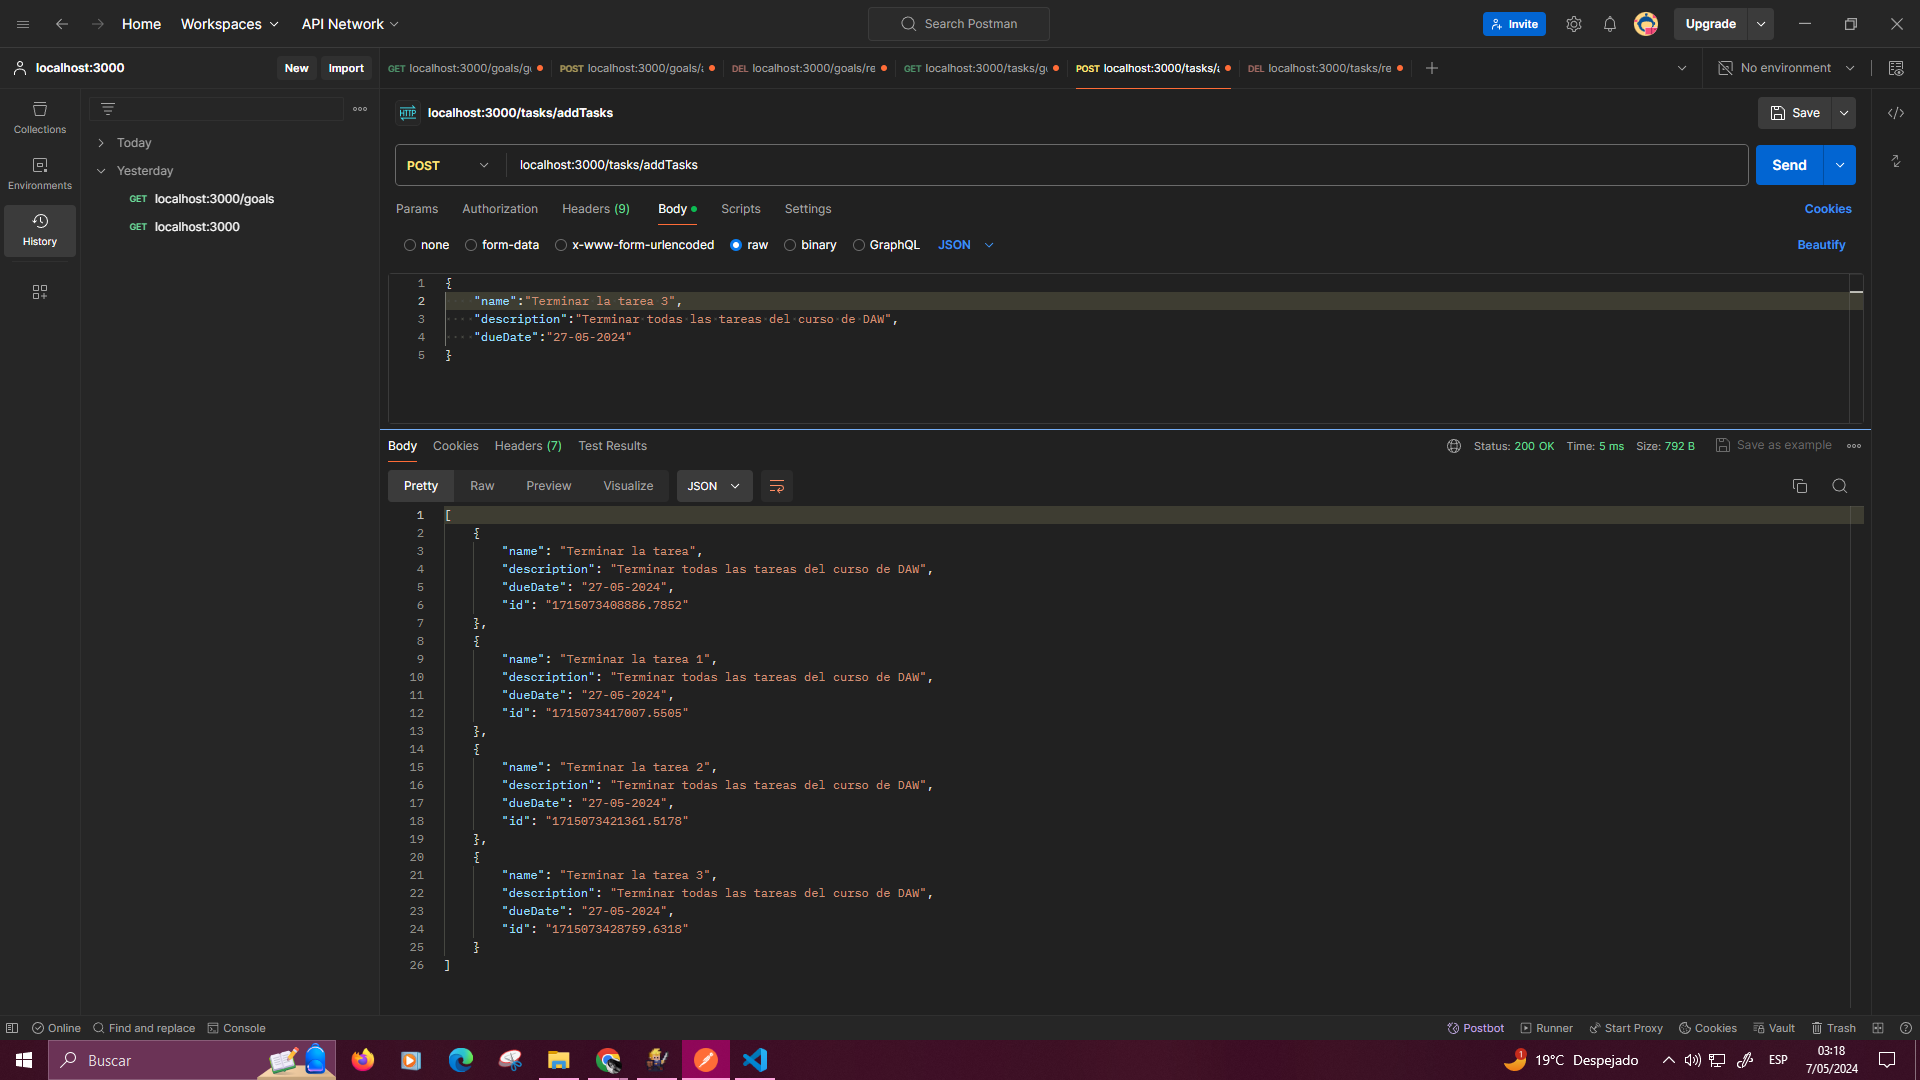 Home Workspaces API Network Search Postman Invite Upgrade
localhost:3000 New Import GET localhost:3000/goals/g POST localhost:3000/goals/ DEL localhost:3000/goals/re GET localhost:3000/tasks/g POST localhost:3000/tasks/a DEL localhost:3000/tasks/re No environment
Collections
Environments
History
Today
Yesterday
GET localhost:3000/goals
GET localhost:3000
HTTP localhost:3000/tasks/addTasks Save
POST localhost:3000/tasks/addTasks Send
Params Authorization Headers (9) Body Scripts Settings Cookies
none form-data x-www-form-urlencoded raw binary GraphQL JSON Beautify
1 {
2 "name":"Terminar la tarea 3",
3 "description":"Terminar todas las tareas del curso de DAW",
4 "dueDate":"27-05-2024"
5 }
Body Cookies Headers (7) Test Results Status: 200 OK Time: 5 ms Size: 792 B Save as example
Pretty Raw Preview Visualize JSON
1 [
2 {
3 "name": "Terminar la tarea",
4 "description": "Terminar todas las tareas del curso de DAW",
5 "dueDate": "27-05-2024",
6 "id": "1715073408886.7852"
7 },
8 {
9 "name": "Terminar la tarea 1",
10 "description": "Terminar todas las tareas del curso de DAW",
11 "dueDate": "27-05-2024",
12 "id": "1715073417007.5505"
13 },
14 {
15 "name": "Terminar la tarea 2",
16 "description": "Terminar todas las tareas del curso de DAW",
17 "dueDate": "27-05-2024",
18 "id": "1715073421361.5178"
19 },
20 {
21 "name": "Terminar la tarea 3",
22 "description": "Terminar todas las tareas del curso de DAW",
23 "dueDate": "27-05-2024",
24 "id": "1715073428759.6318"
25 }
26 ]
Online Find and replace Console Postbot Runner Start Proxy Cookies Vault Trash
Buscar 1 19°C Despejado ESP 03:18
7/05/2024